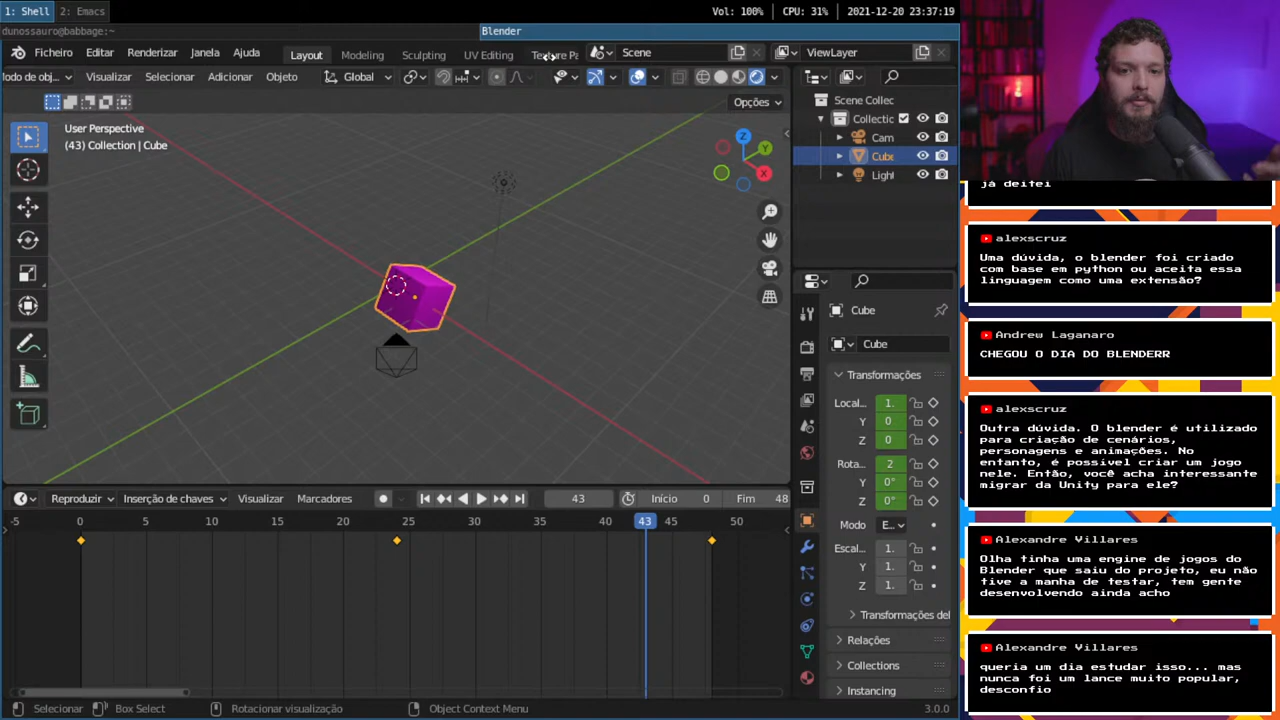 1: Shell
2: Emacs
Vol: 100%
CPU: 31%
2021-12-20 23:37:19
dunossauro@babbage:~
Blender
Ficheiro
Editar
Renderizar
Janela
Ajuda
Layout
Modeling
Sculpting
UV Editing
Texture Pa
Scene
ViewLayer
Modo de obj...
Visualizar
Selecionar
Adicionar
Objeto
Global
Opções
User Perspective
(43) Collection | Cube
Z
Y
X
Scene Collec
Collectic
Cam
Cube
Light
Cube
Cube
Transformações
Local...
1.
Y
0
Z
0
Rota...
2
Y
0°
Z
0°
Modo
E...
Escal...
1.
Y
1.
Z
1.
Transformações del
Relações
Collections
Instancing
Reproduzir
Inserção de chaves
Visualizar
Marcadores
43
Início
0
Fim
48
-5
0
5
10
15
20
25
30
35
40
43
45
50
Selecionar
Box Select
Rotacionar visualização
Object Context Menu
3.0.0
já deitei
alexscruz
Uma dúvida, o blender foi criado
com base em python ou aceita essa
linguagem como uma extensão?
Andrew Laganaro
CHEGOU O DIA DO BLENDERR
alexscruz
Outra dúvida. O blender é utilizado
para criação de cenários,
personagens e animações. No
entanto, é possivel criar um jogo
nele. Então, você acha interessante
migrar da Unity para ele?
Alexandre Villares
Olha tinha uma engine de jogos do
Blender que saiu do projeto, eu não
tive a manha de testar, tem gente
desenvolvendo ainda acho
Alexandre Villares
queria um dia estudar isso... mas
nunca foi um lance muito popular,
desconfio